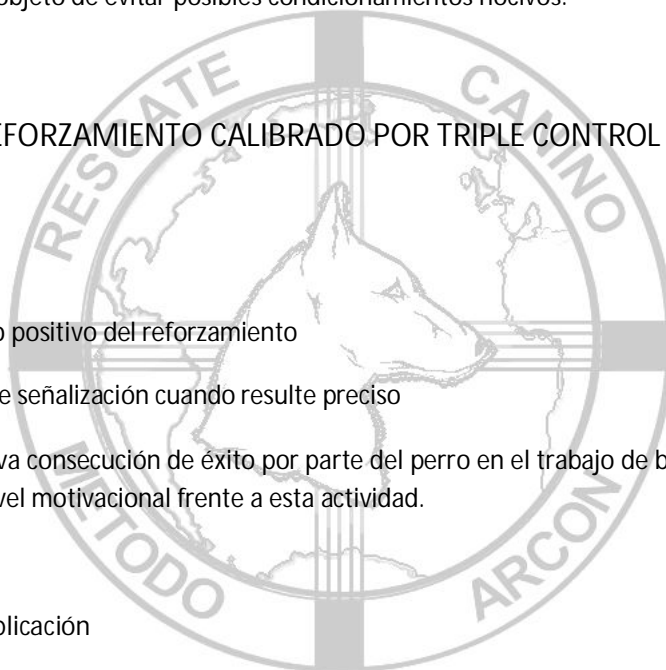 objeto de evitar posibles condicionamientos nocivos.
RESCATE CANINO
EFORZAMIENTO CALIBRADO POR TRIPLE CONTROL
o positivo del reforzamiento
e señalización cuando resulte preciso
va consecución de éxito por parte del perro en el trabajo de b
vel motivacional frente a esta actividad.
METODO ARCON
plicación